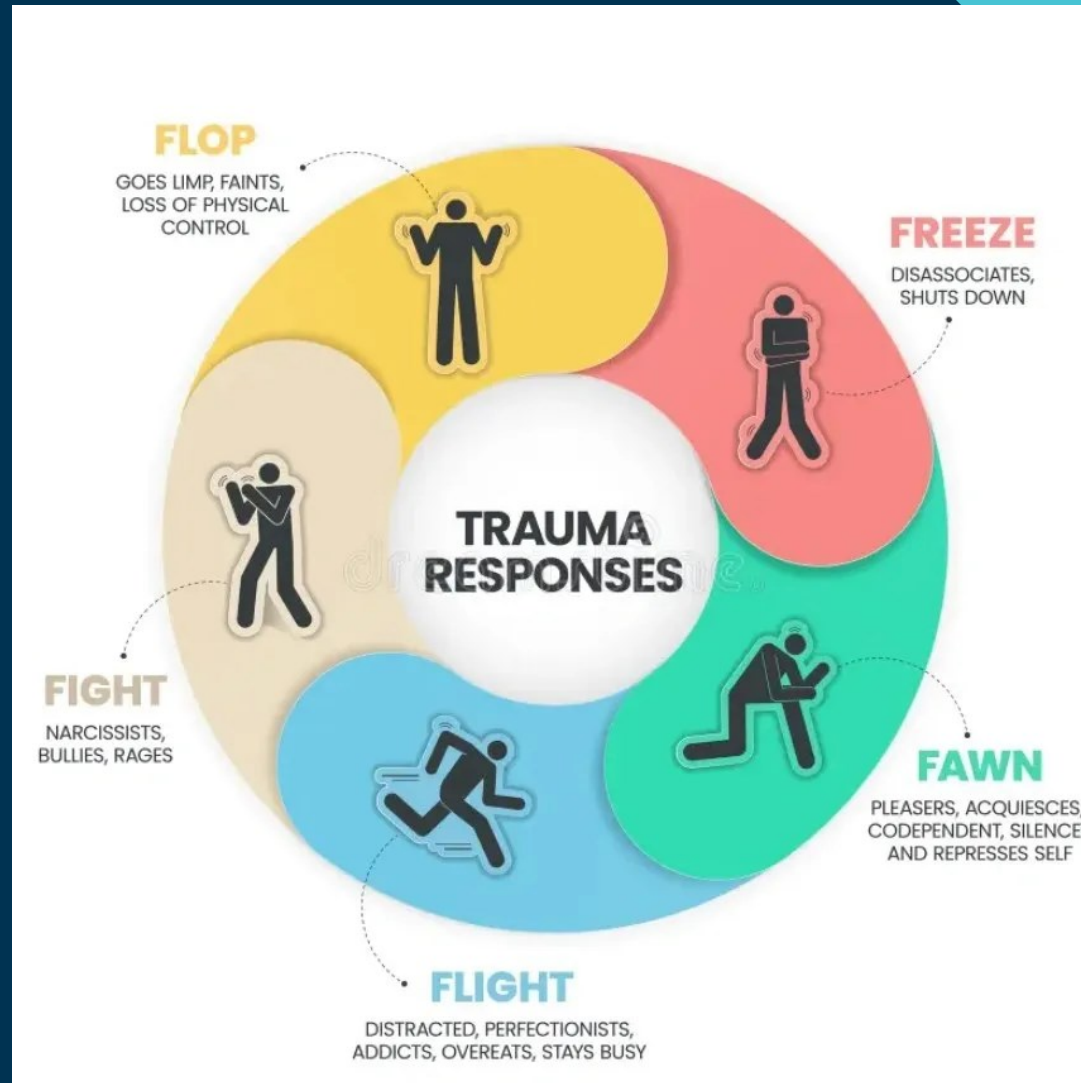 FLOP
GOES LIMP, FAINTS,
LOSS OF PHYSICAL
CONTROL
FREEZE
DISASSOCIATES,
SHUTS DOWN
TRAUMA
RESPONSES
FIGHT
NARCISSISTS,
BULLIES, RAGES
FAWN
PLEASERS, ACQUIESCES,
CODEPENDENT, SILENCE
AND REPRESSES SELF
FLIGHT
DISTRACTED, PERFECTIONISTS,
ADDICTS, OVEREATS, STAYS BUSY